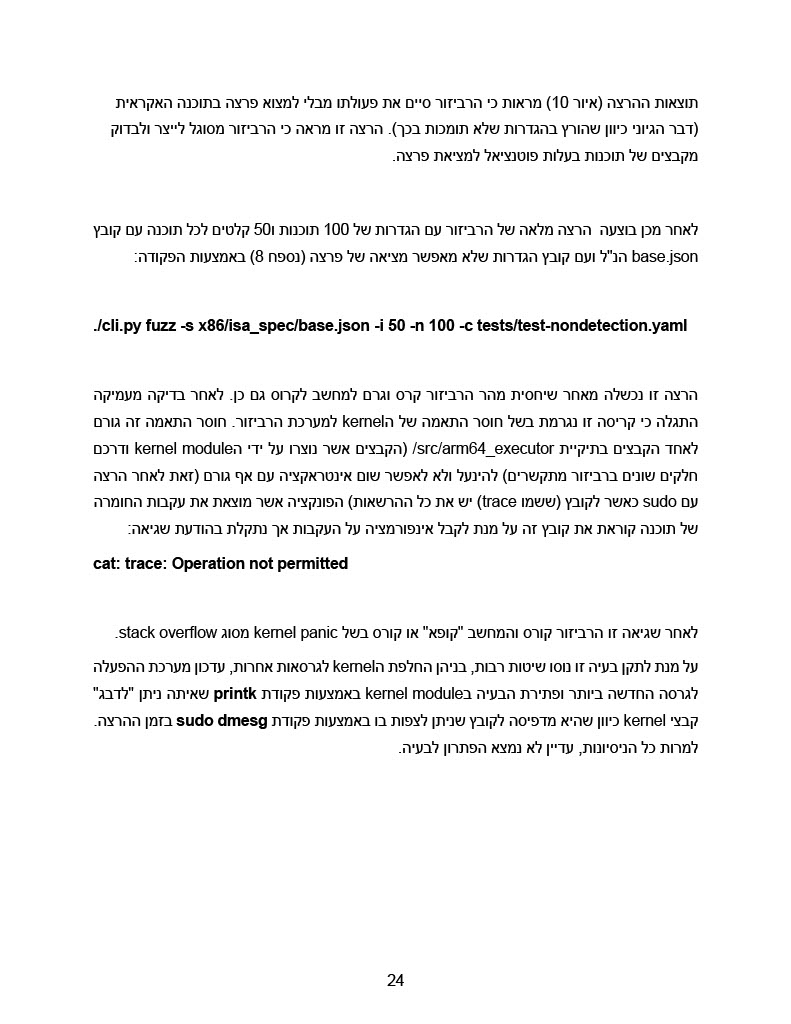 תוצאות ההרצה (איור 10) מראות כי הרביזור סיים את פעולתו מבלי למצוא פרצה בתוכנה האקראית
(דבר הגיוני כיוון שהורץ בהגדרות שלא תומכות בכך). הרצה זו מראה כי הרביזור מסוגל לייצר ולבדוק
מקבצים של תוכנות בעלות פוטנציאל למציאת פרצה.
לאחר מכן בוצעה הרצה מלאה של הרביזור עם הגדרות של 100 תוכנות ו50 קלטים לכל תוכנה עם קובץ
base.json הנ"ל ועם קובץ הגדרות שלא מאפשר מציאה של פרצה (נספח 8) באמצעות הפקודה:
./cli.py fuzz -s x86/isa_spec/base.json -i 50 -n 100 -c tests/test-nondetection.yaml
הרצה זו נכשלה מאחר שיחסית מהר הרביזור קרס וגרם למחשב לקרוס גם כן. לאחר בדיקה מעמיקה
התגלה כי קריסה זו נגרמת בשל חוסר התאמה של הkernel למערכת הרביזור. חוסר התאמה זה גורם
לאחד הקבצים בתיקיית src/arm64_executor/ (הקבצים אשר נוצרו על ידי הkernel module ודרכם
חלקים שונים ברביזור מתקשרים) להינעל ולא לאפשר שום אינטראקציה עם אף גורם (זאת לאחר הרצה
עם sudo כאשר לקובץ (ששמו trace) יש את כל ההרשאות) הפונקציה אשר מוצאת את עקבות החומרה
של תוכנה קוראת את קובץ זה על מנת לקבל אינפורמציה על העקבות אך נתקלת בהודעת שגיאה:
cat: trace: Operation not permitted
לאחר שגיאה זו הרביזור קורס והמחשב "קופא" או קורס בשל kernel panic מסוג stack overflow.
על מנת לתקן בעיה זו נוסו שיטות רבות, בניהן החלפת הkernel לגרסאות אחרות, עדכון מערכת ההפעלה
לגרסה החדשה ביותר ופתירת הבעיה בkernel module באמצעות פקודת printk שאיתה ניתן "לדבג"
קבצי kernel כיוון שהיא מדפיסה לקובץ שניתן לצפות בו באמצעות פקודת sudo dmesg בזמן ההרצה.
למרות כל הניסיונות, עדיין לא נמצא הפתרון לבעיה.
24